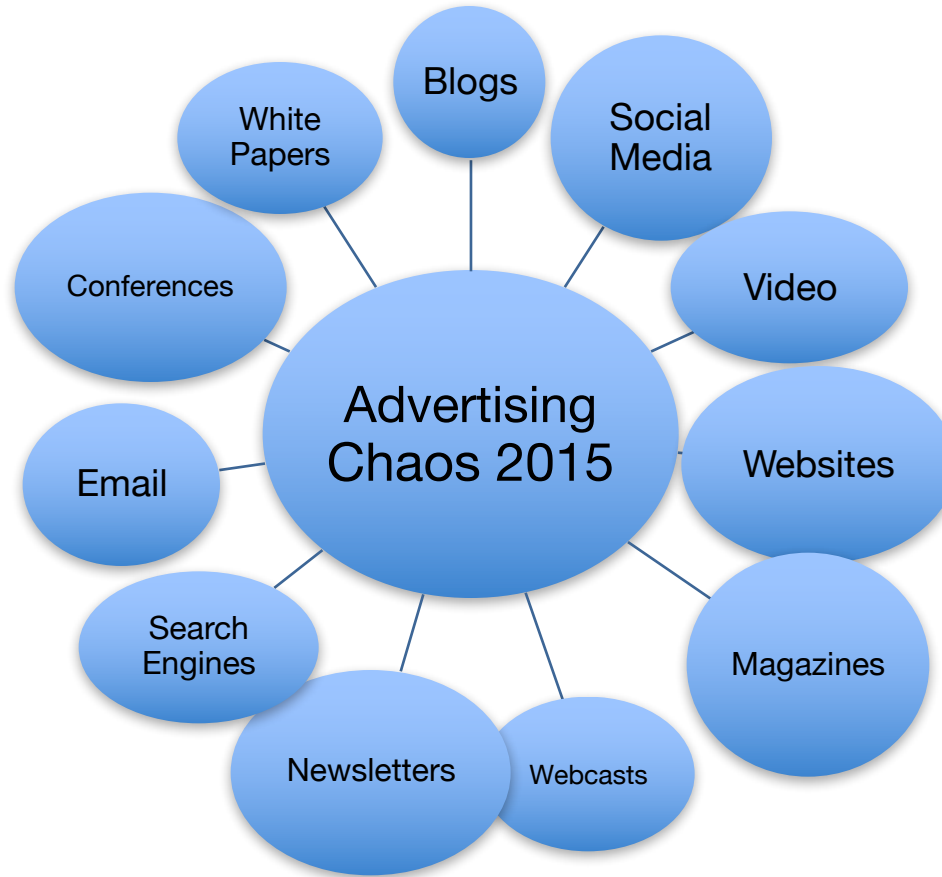 Blogs
Social
Media
White
Papers
Video
Conferences
Advertising
Chaos 2015
Websites
Email
Search
Engines
Magazines
Newsletters
Webcasts